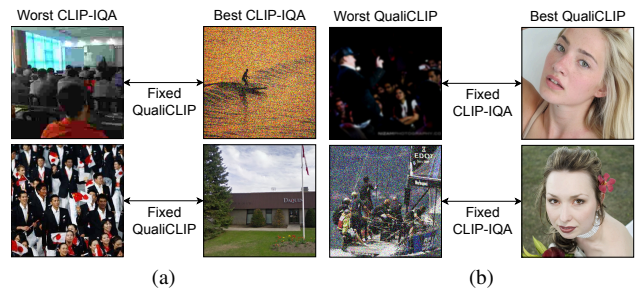 Worst CLIP-IQA
Best CLIP-IQA
Worst QualiCLIP
Best QualiCLIP
Fixed
QualiCLIP
Fixed
CLIP-IQA
Fixed
QualiCLIP
EDDY
Fixed
CLIP-IQA
(a)
(b)